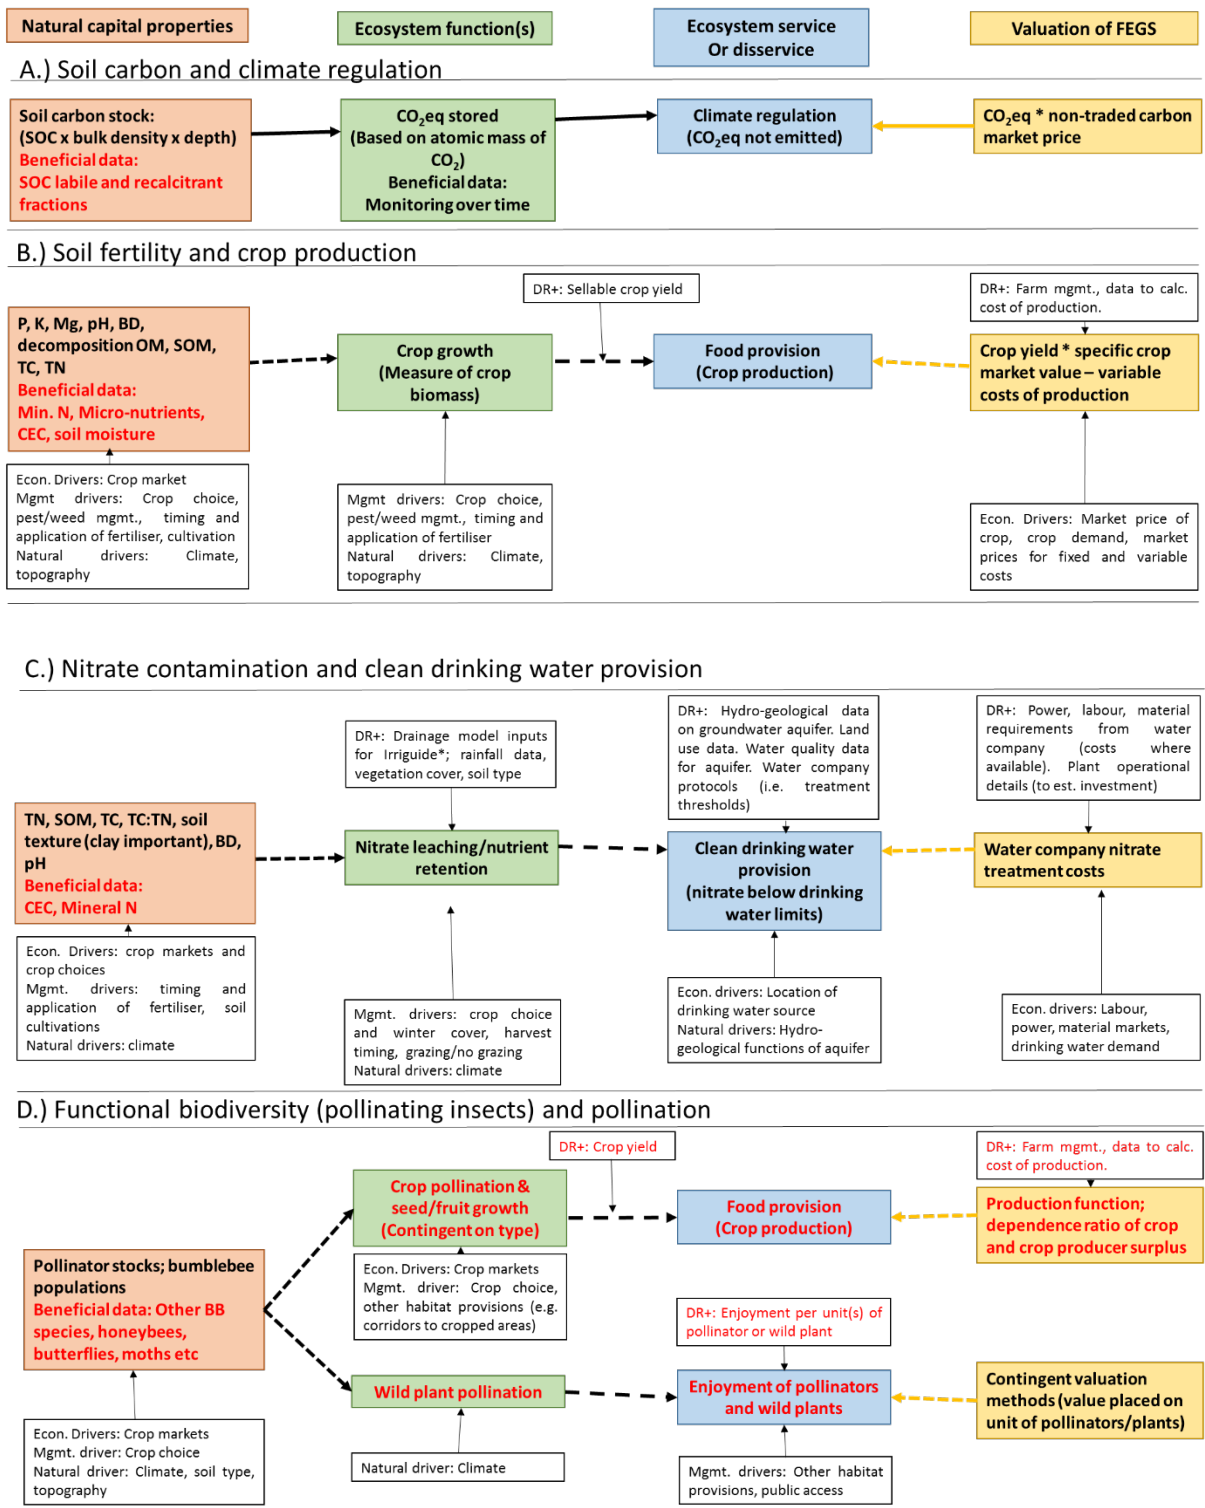 Natural capital properties
Ecosystem function(s)
Ecosystem service
Or disservice
Valuation of FEGS
A.) Soil carbon and climate regulation
Soil carbon stock:
(SOC x bulk density x depth)
Beneficial data:
SOC labile and recalcitrant
fractions
CO2eq stored
(Based on atomic mass of
CO2)
Beneficial data:
Monitoring over time
Climate regulation
(CO2eq not emitted)
CO2eq * non-traded carbon
market price
B.) Soil fertility and crop production
DR+: Sellable crop yield
DR+: Farm mgmt., data to calc.
cost of production.
P, K, Mg, pH, BD,
decomposition OM, SOM,
TC, TN
Beneficial data:
Min. N, Micro-nutrients,
CEC, soil moisture
Crop growth
(Measure of crop
biomass)
Food provision
(Crop production)
Crop yield * specific crop
market value – variable
costs of production
Econ. Drivers: Crop market
Mgmt drivers: Crop choice,
pest/weed mgmt., timing and
application of fertiliser, cultivation
Natural drivers: Climate,
topography
Mgmt drivers: Crop choice,
pest/weed mgmt., timing and
application of fertiliser
Natural drivers: Climate,
topography
Econ. Drivers: Market price of
crop, crop demand, market
prices for fixed and variable
costs
C.) Nitrate contamination and clean drinking water provision
DR+: Drainage model inputs
for Irriguide*; rainfall data,
vegetation cover, soil type
DR+: Hydro-geological data
on groundwater aquifer. Land
use data. Water quality data
for aquifer. Water company
protocols (i.e. treatment
thresholds)
DR+: Power, labour, material
requirements from water
company (costs where
available). Plant operational
details (to est. investment)
TN, SOM, TC, TC:TN, soil
texture (clay important), BD,
pH
Beneficial data:
CEC, Mineral N
Nitrate leaching/nutrient
retention
Clean drinking water
provision
(nitrate below drinking
water limits)
Water company nitrate
treatment costs
Econ. Drivers: crop markets and
crop choices
Mgmt. drivers: timing and
application of fertiliser, soil
cultivations
Natural drivers: climate
Mgmt. drivers: crop choice
and winter cover, harvest
timing, grazing/no grazing
Natural drivers: climate
Econ. drivers: Location of
drinking water source
Natural drivers: Hydro-
geological functions of aquifer
Econ. drivers: Labour,
power, material markets,
drinking water demand
D.) Functional biodiversity (pollinating insects) and pollination
DR+: Crop yield
DR+: Farm mgmt., data to calc.
cost of production.
Crop pollination &
seed/fruit growth
(Contingent on type)
Food provision
(Crop production)
Production function;
dependence ratio of crop
and crop producer surplus
Pollinator stocks; bumblebee
populations
Beneficial data: Other BB
species, honeybees,
butterflies, moths etc
Econ. Drivers: Crop markets
Mgmt. driver: Crop choice,
other habitat provisions (e.g.
corridors to cropped areas)
DR+: Enjoyment per unit(s) of
pollinator or wild plant
Wild plant pollination
Enjoyment of pollinators
and wild plants
Contingent valuation
methods (value placed on
unit of pollinators/plants)
Econ. Drivers: Crop markets
Mgmt. driver: Crop choice
Natural driver: Climate, soil type,
topography
Natural driver: Climate
Mgmt. drivers: Other habitat
provisions, public access